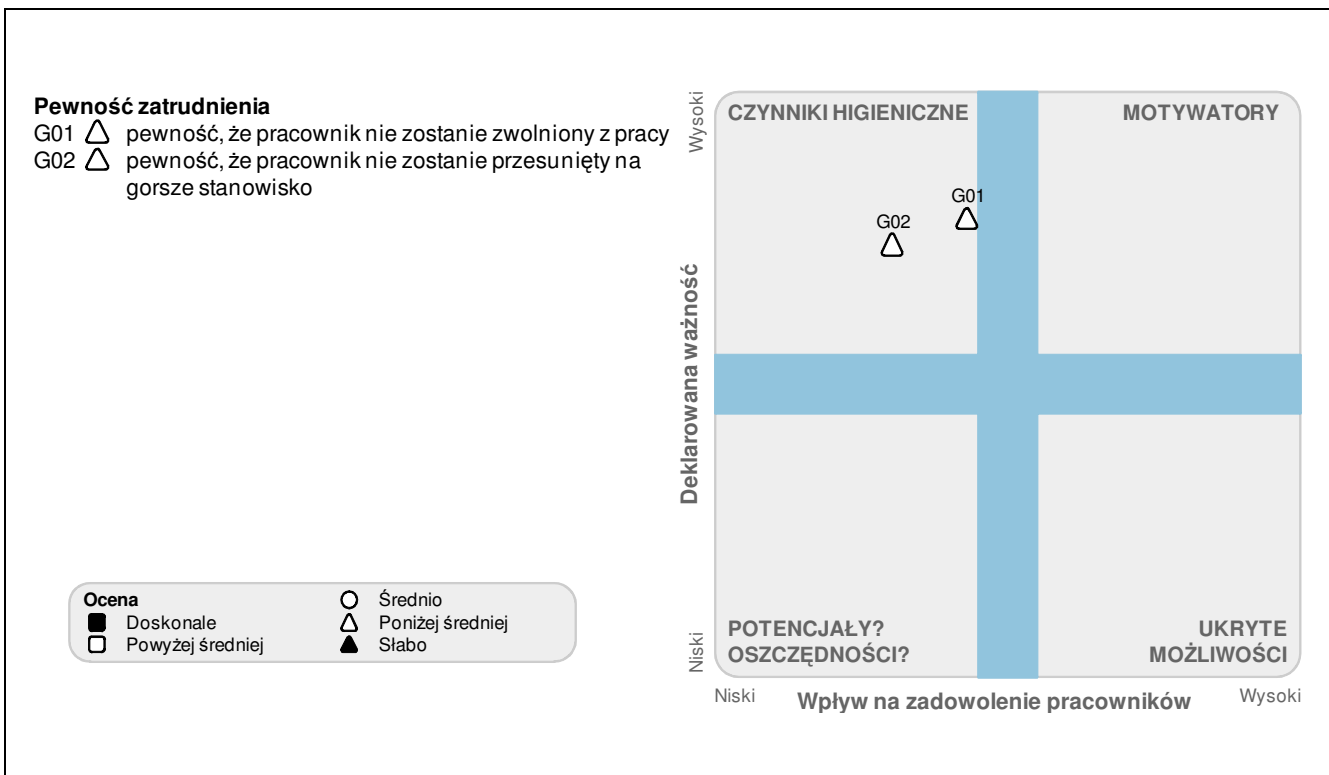 Pewność zatrudnienia
G01 pewność, że pracownik nie zostanie zwolniony z pracy
G02 pewność, że pracownik nie zostanie przesunięty na
gorsze stanowisko
Ocena
Doskonale
Powyżej średniej
Średnio
Poniżej średniej
Słabo
Wysoki
Deklarowana ważność
Niski
CZYNNIKI HIGIENICZNE
MOTYWATORY
G01
G02
POTENCJAŁY?
OSZCZĘDNOŚCI?
UKRYTE
MOŻLIWOŚCI
Niski
Wpływ na zadowolenie pracowników
Wysoki